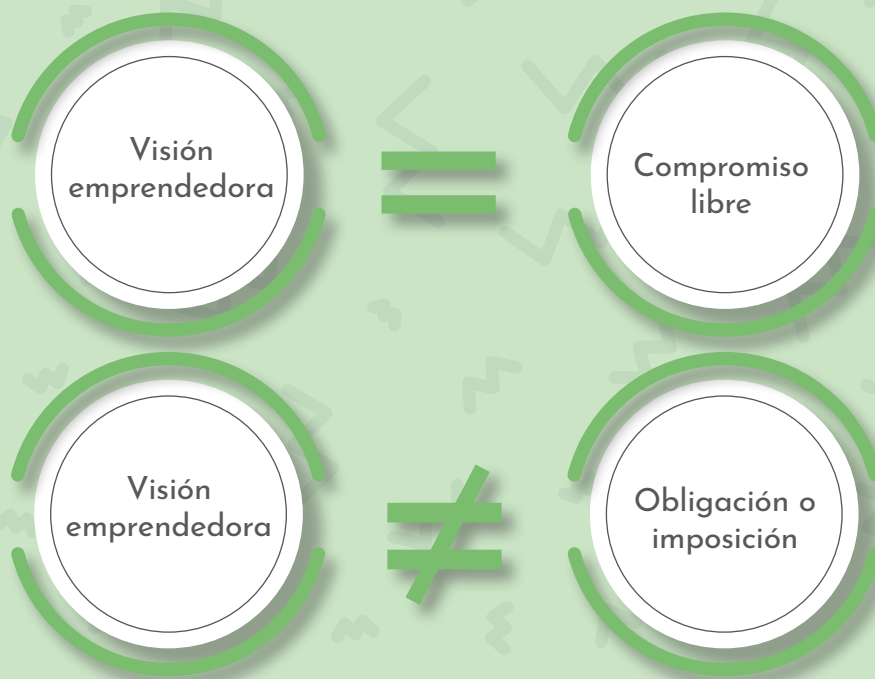 Visión
emprendedora
=
Compromiso
libre
Visión
emprendedora
≠
Obligación o
imposición